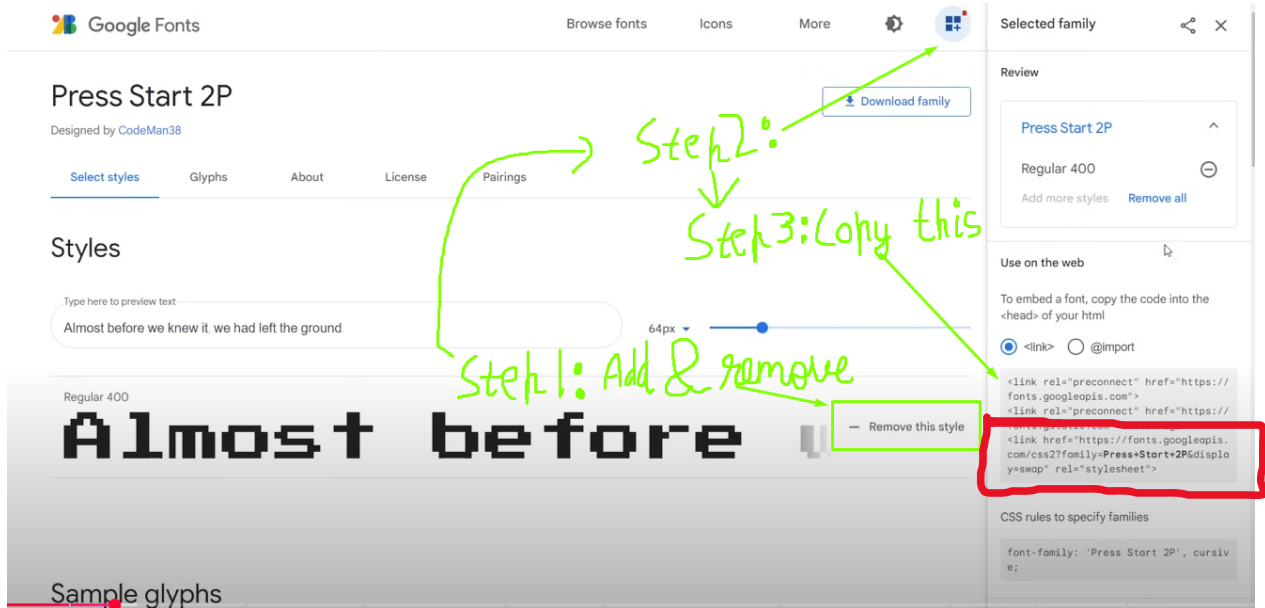 Google Fonts
Browse fonts
Icons
More
Selected family
Review
Press Start 2P
Designed by CodeMan38
Download family
Press Start 2P
Regular 400
Add more styles
Remove all
Step2:
Select styles
Glyphs
About
License
Pairings
Step3: Copy this
Styles
Use on the web
To embed a font, copy the code into the
<head> of your html
<link>
@import
Type here to preview text
Almost before we knew it, we had left the ground.
64px
Step1: Add & remove
Regular 400
Almost before
Remove this style
<link rel="preconnect" href="https://
fonts.googleapis.com">
<link rel="preconnect" href="https://
<link href="https://fonts.googleapis.
com/css2?family=Press+Start+2P&displa
y=swap" rel="stylesheet">
CSS rules to specify families
font-family: 'Press Start 2P', cursiv
e;
Sample glyphs